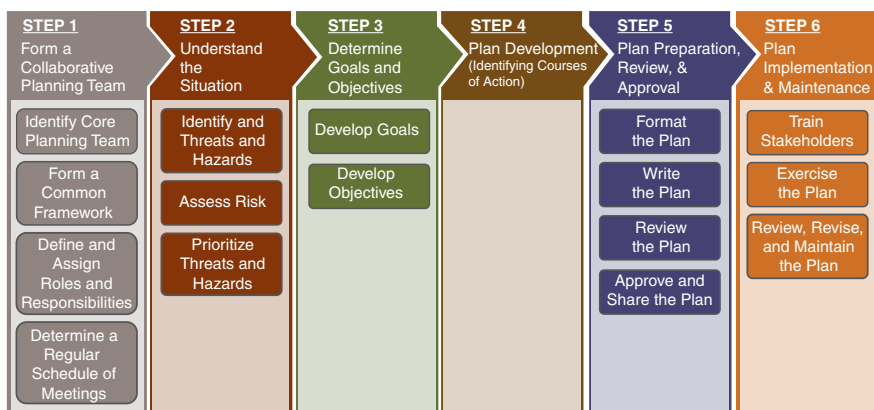 STEP 1
Form a
Collaborative
Planning Team
Identify Core
Planning Team
Form a
Common
Framework
Define and
Assign
Roles and
Responsibilities
Determine a
Regular
Schedule of
Meetings
STEP 2
Understand
the
Situation
Identify and
Threats and
Hazards
Assess Risk
Prioritize
Threats and
Hazards
STEP 3
Determine
Goals and
Objectives
Develop Goals
Develop
Objectives
STEP 4
Plan Development
(Identifying Courses
of Action)
STEP 5
Plan Preparation,
Review, &
Approval
Format
the Plan
Write
the Plan
Review
the Plan
Approve and
Share the Plan
STEP 6
Plan
Implementation
& Maintenance
Train
Stakeholders
Exercise
the Plan
Review, Revise,
and Maintain
the Plan